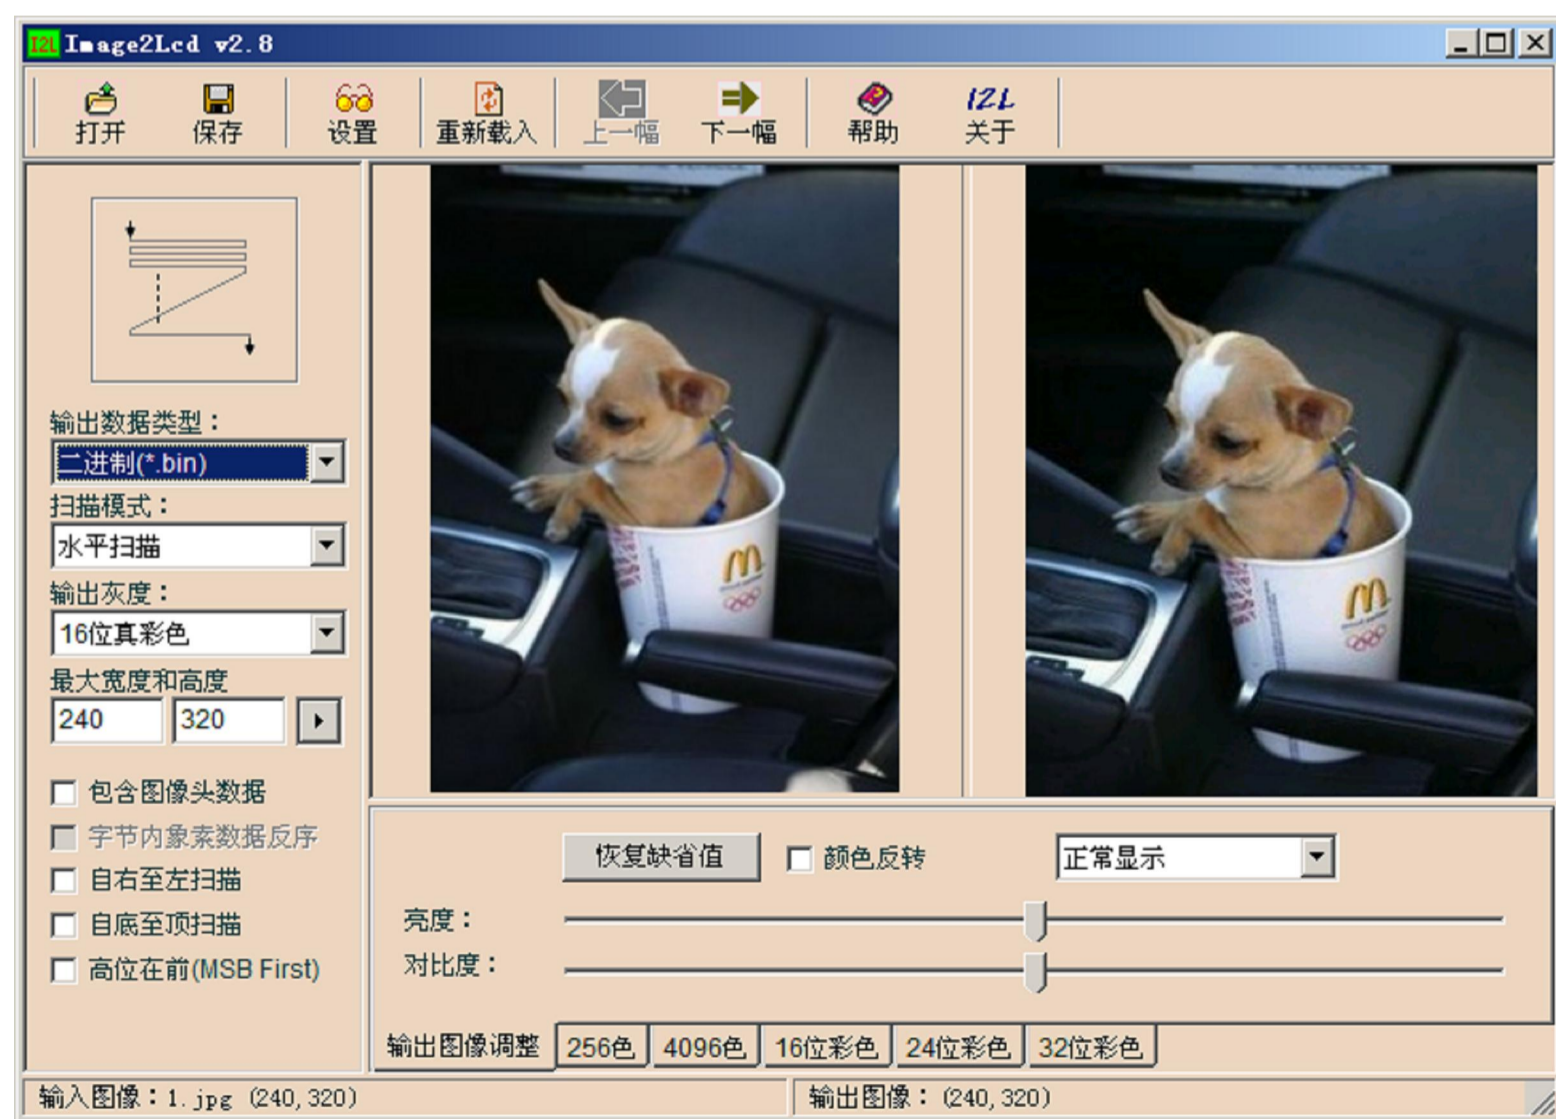 I2L Image2Lcd v2.8
打开 保存 设置 重新载入 上一幅 下一幅 帮助 I2L 关于
输出数据类型：
二进制(*.bin)
扫描模式：
水平扫描
输出灰度：
16位真彩色
最大宽度和高度
240 320
包含图像头数据
字节内象素数据反序
自右至左扫描
自底至顶扫描
高位在前(MSB First)
恢复缺省值 颜色反转 正常显示
亮度：
对比度：
输出图像调整 256色 4096色 16位彩色 24位彩色 32位彩色
输入图像：1.jpg (240,320) 输出图像：(240,320)